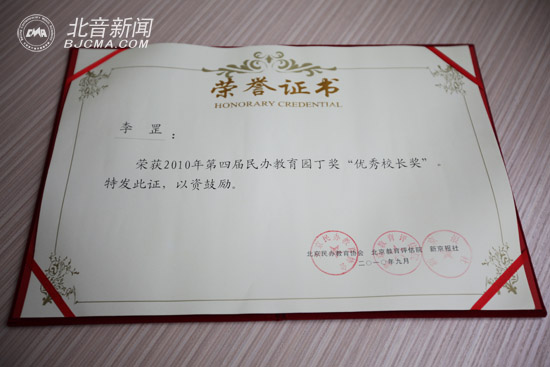 北音新闻
BJCMA.COM
荣誉证书
HONORARY CREDENTIAL
李 罡 :
荣获2010年第四届民办教育园丁奖“优秀校长奖”。
特发此证，以资鼓励。
北京民办教育协会 北京教育评估院 新京报社
二〇一〇年九月